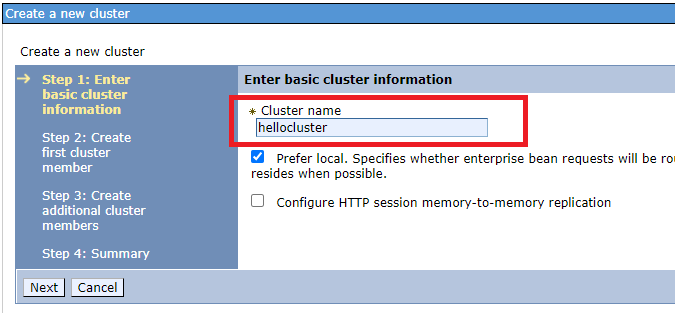 Create a new cluster
Create a new cluster
Step 1: Enter
basic cluster
information
Step 2: Create
first cluster
member
Step 3: Create
additional cluster
members
Step 4: Summary
Enter basic cluster information
* Cluster name
hellocluster
Prefer local. Specifies whether enterprise bean requests will be rou
resides when possible.
Configure HTTP session memory-to-memory replication
Next Cancel